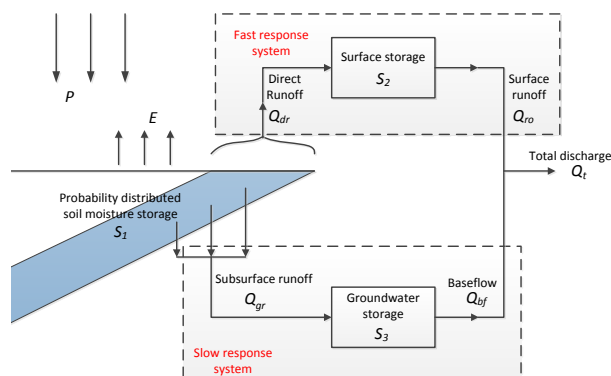 Fast response
system
P
E
Direct
Runoff
Qdr
Surface storage
S2
Surface
runoff
Qro
Total discharge
Qt
Probability distributed
soil moisture storage
S1
Subsurface runoff
Qgr
Groundwater
storage
S3
Baseflow
Qbf
Slow response
system